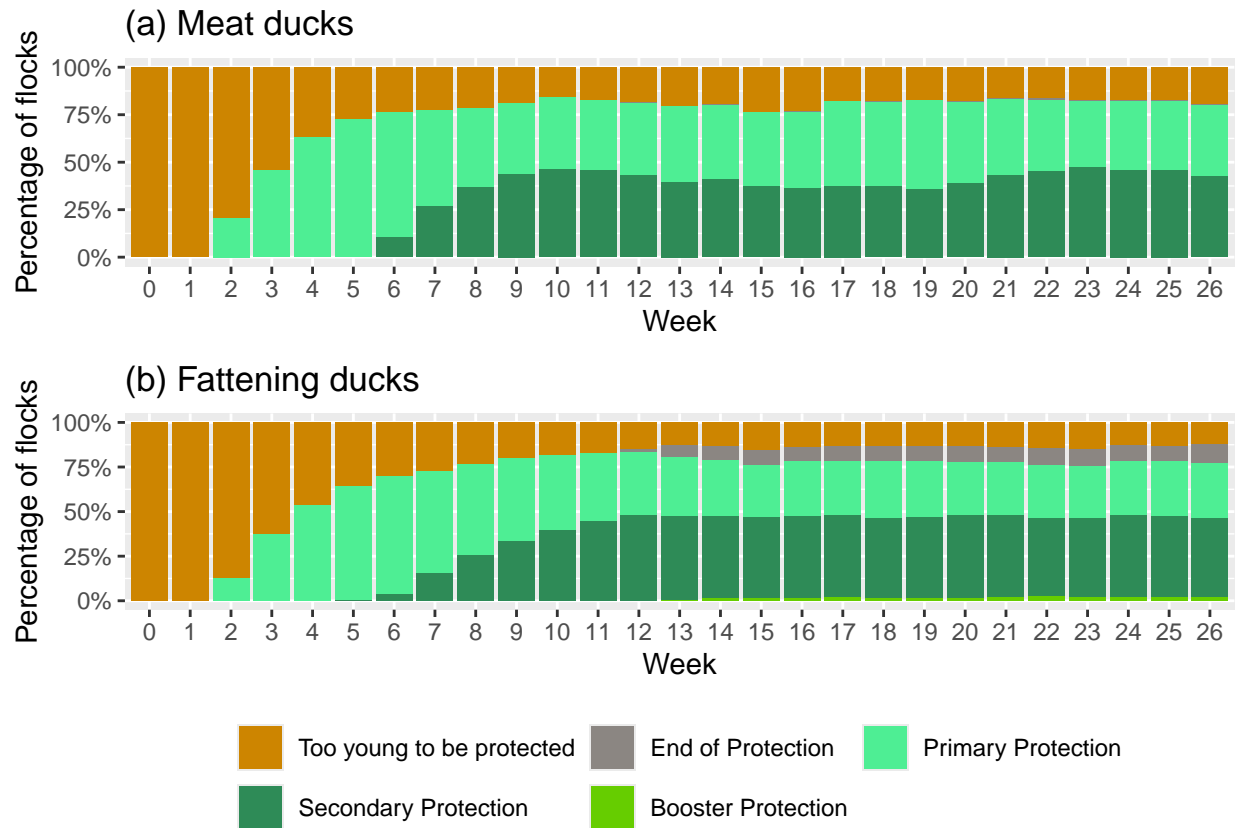 (a) Meat ducks
Percentage of flocks
100%
75%
50%
25%
0%
0 1 2 3 4 5 6 7 8 9 10 11 12 13 14 15 16 17 18 19 20 21 22 23 24 25 26
Week
(b) Fattening ducks
Percentage of flocks
100%
75%
50%
25%
0%
0 1 2 3 4 5 6 7 8 9 10 11 12 13 14 15 16 17 18 19 20 21 22 23 24 25 26
Week
Too young to be protected End of Protection Primary Protection
Secondary Protection Booster Protection